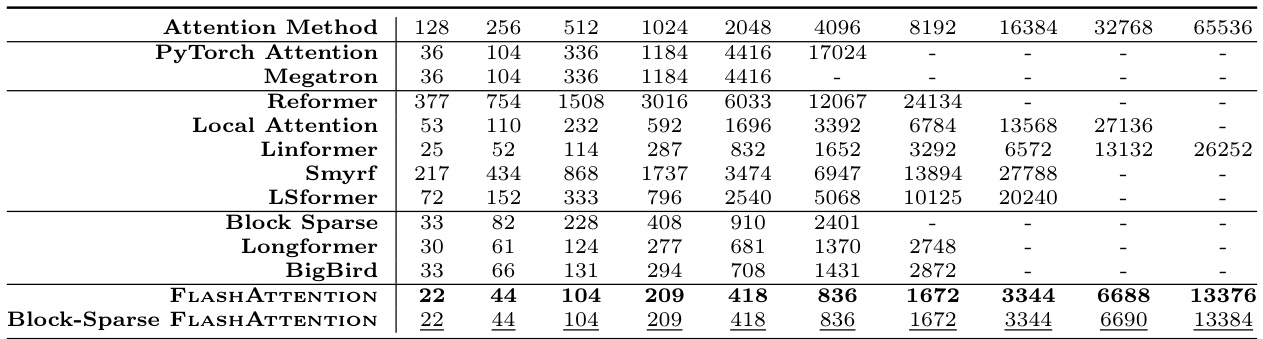 Attention Method 128 256 512 1024 2048 4096 8192 16384 32768 65536
PyTorch Attention 36 104 336 1184 4416 17024 - - - -
Megatron 36 104 336 1184 4416 - - - - -
Reformer 377 754 1508 3016 6033 12067 24134 - - -
Local Attention 53 110 232 592 1696 3392 6784 13568 27136 -
Linformer 25 52 114 287 832 1652 3292 6572 13132 26252
Smyrf 217 434 868 1737 3474 6947 13894 27788 - -
LSformer 72 152 333 796 2540 5068 10125 20240 - -
Block Sparse 33 82 228 408 910 2401 - - - -
Longformer 30 61 124 277 681 1370 2748 - - -
BigBird 33 66 131 294 708 1431 2872 - - -
FlashAttention 22 44 104 209 418 836 1672 3344 6688 13376
Block-Sparse FlashAttention 22 44 104 209 418 836 1672 3344 6690 13384